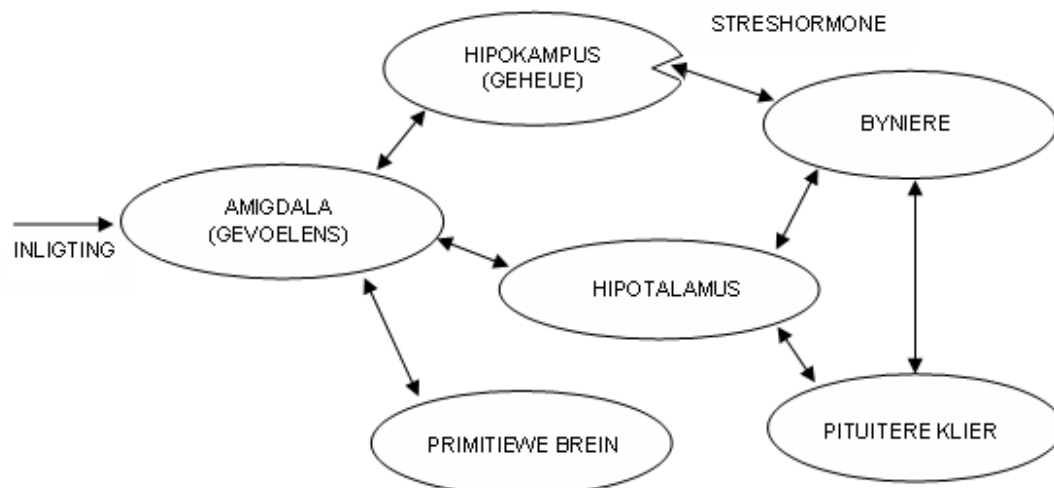 STRESHORMONE
HIPOKAMPUS
(GEHEUE)
BYNIERE
AMIGDALA
(GEVOELENS)
INLIGTING
HIPOTALAMUS
PRIMITIEWE BREIN
PITUITERE KLIER